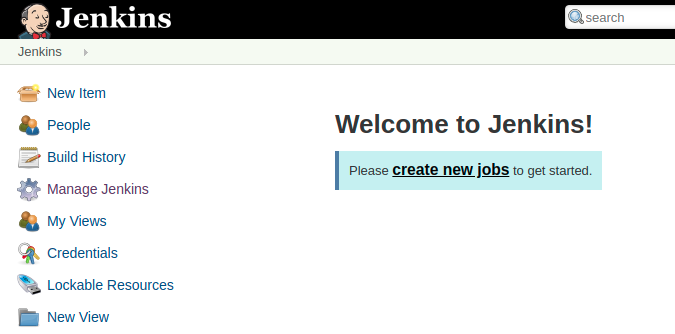 Jenkins
search
Jenkins
New Item
People
Build History
Manage Jenkins
My Views
Credentials
Lockable Resources
New View
Welcome to Jenkins!
Please create new jobs to get started.